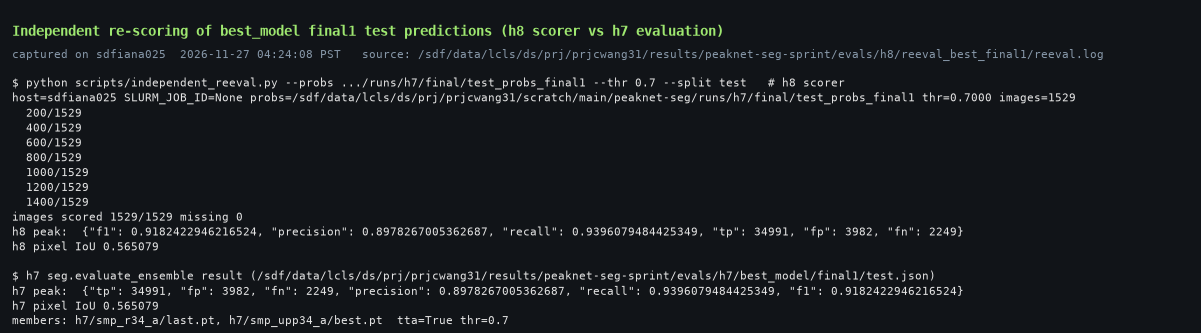 Independent re-scoring of best_model final1 test predictions (h8 scorer vs h7 evaluation)
captured on sdfiana025  2026-11-27 04:24:08 PST   source: /sdf/data/lcls/ds/prj/prjcwang31/results/peaknet-seg-sprint/evals/h8/reeval_best_final1/reeval.log
$ python scripts/independent_reeval.py --probs .../runs/h7/final/test_probs_final1 --thr 0.7 --split test   # h8 scorer
host=sdfiana025 SLURM_JOB_ID=None probs=/sdf/data/lcls/ds/prj/prjcwang31/scratch/main/peaknet-seg/runs/h7/final/test_probs_final1 thr=0.7000 images=1529
200/1529
400/1529
600/1529
800/1529
1000/1529
1200/1529
1400/1529
images scored 1529/1529 missing 0
h8 peak:  {"f1": 0.9182422946216524, "precision": 0.8978267005362687, "recall": 0.9396079484425349, "tp": 34991, "fp": 3982, "fn": 2249}
h8 pixel IoU 0.565079
$ h7 seg.evaluate_ensemble result (/sdf/data/lcls/ds/prj/prjcwang31/results/peaknet-seg-sprint/evals/h7/best_model/final1/test.json)
h7 peak:  {"tp": 34991, "fp": 3982, "fn": 2249, "precision": 0.8978267005362687, "recall": 0.9396079484425349, "f1": 0.9182422946216524}
h7 pixel IoU 0.565079
members: h7/smp_r34_a/last.pt, h7/smp_upp34_a/best.pt  tta=True thr=0.7